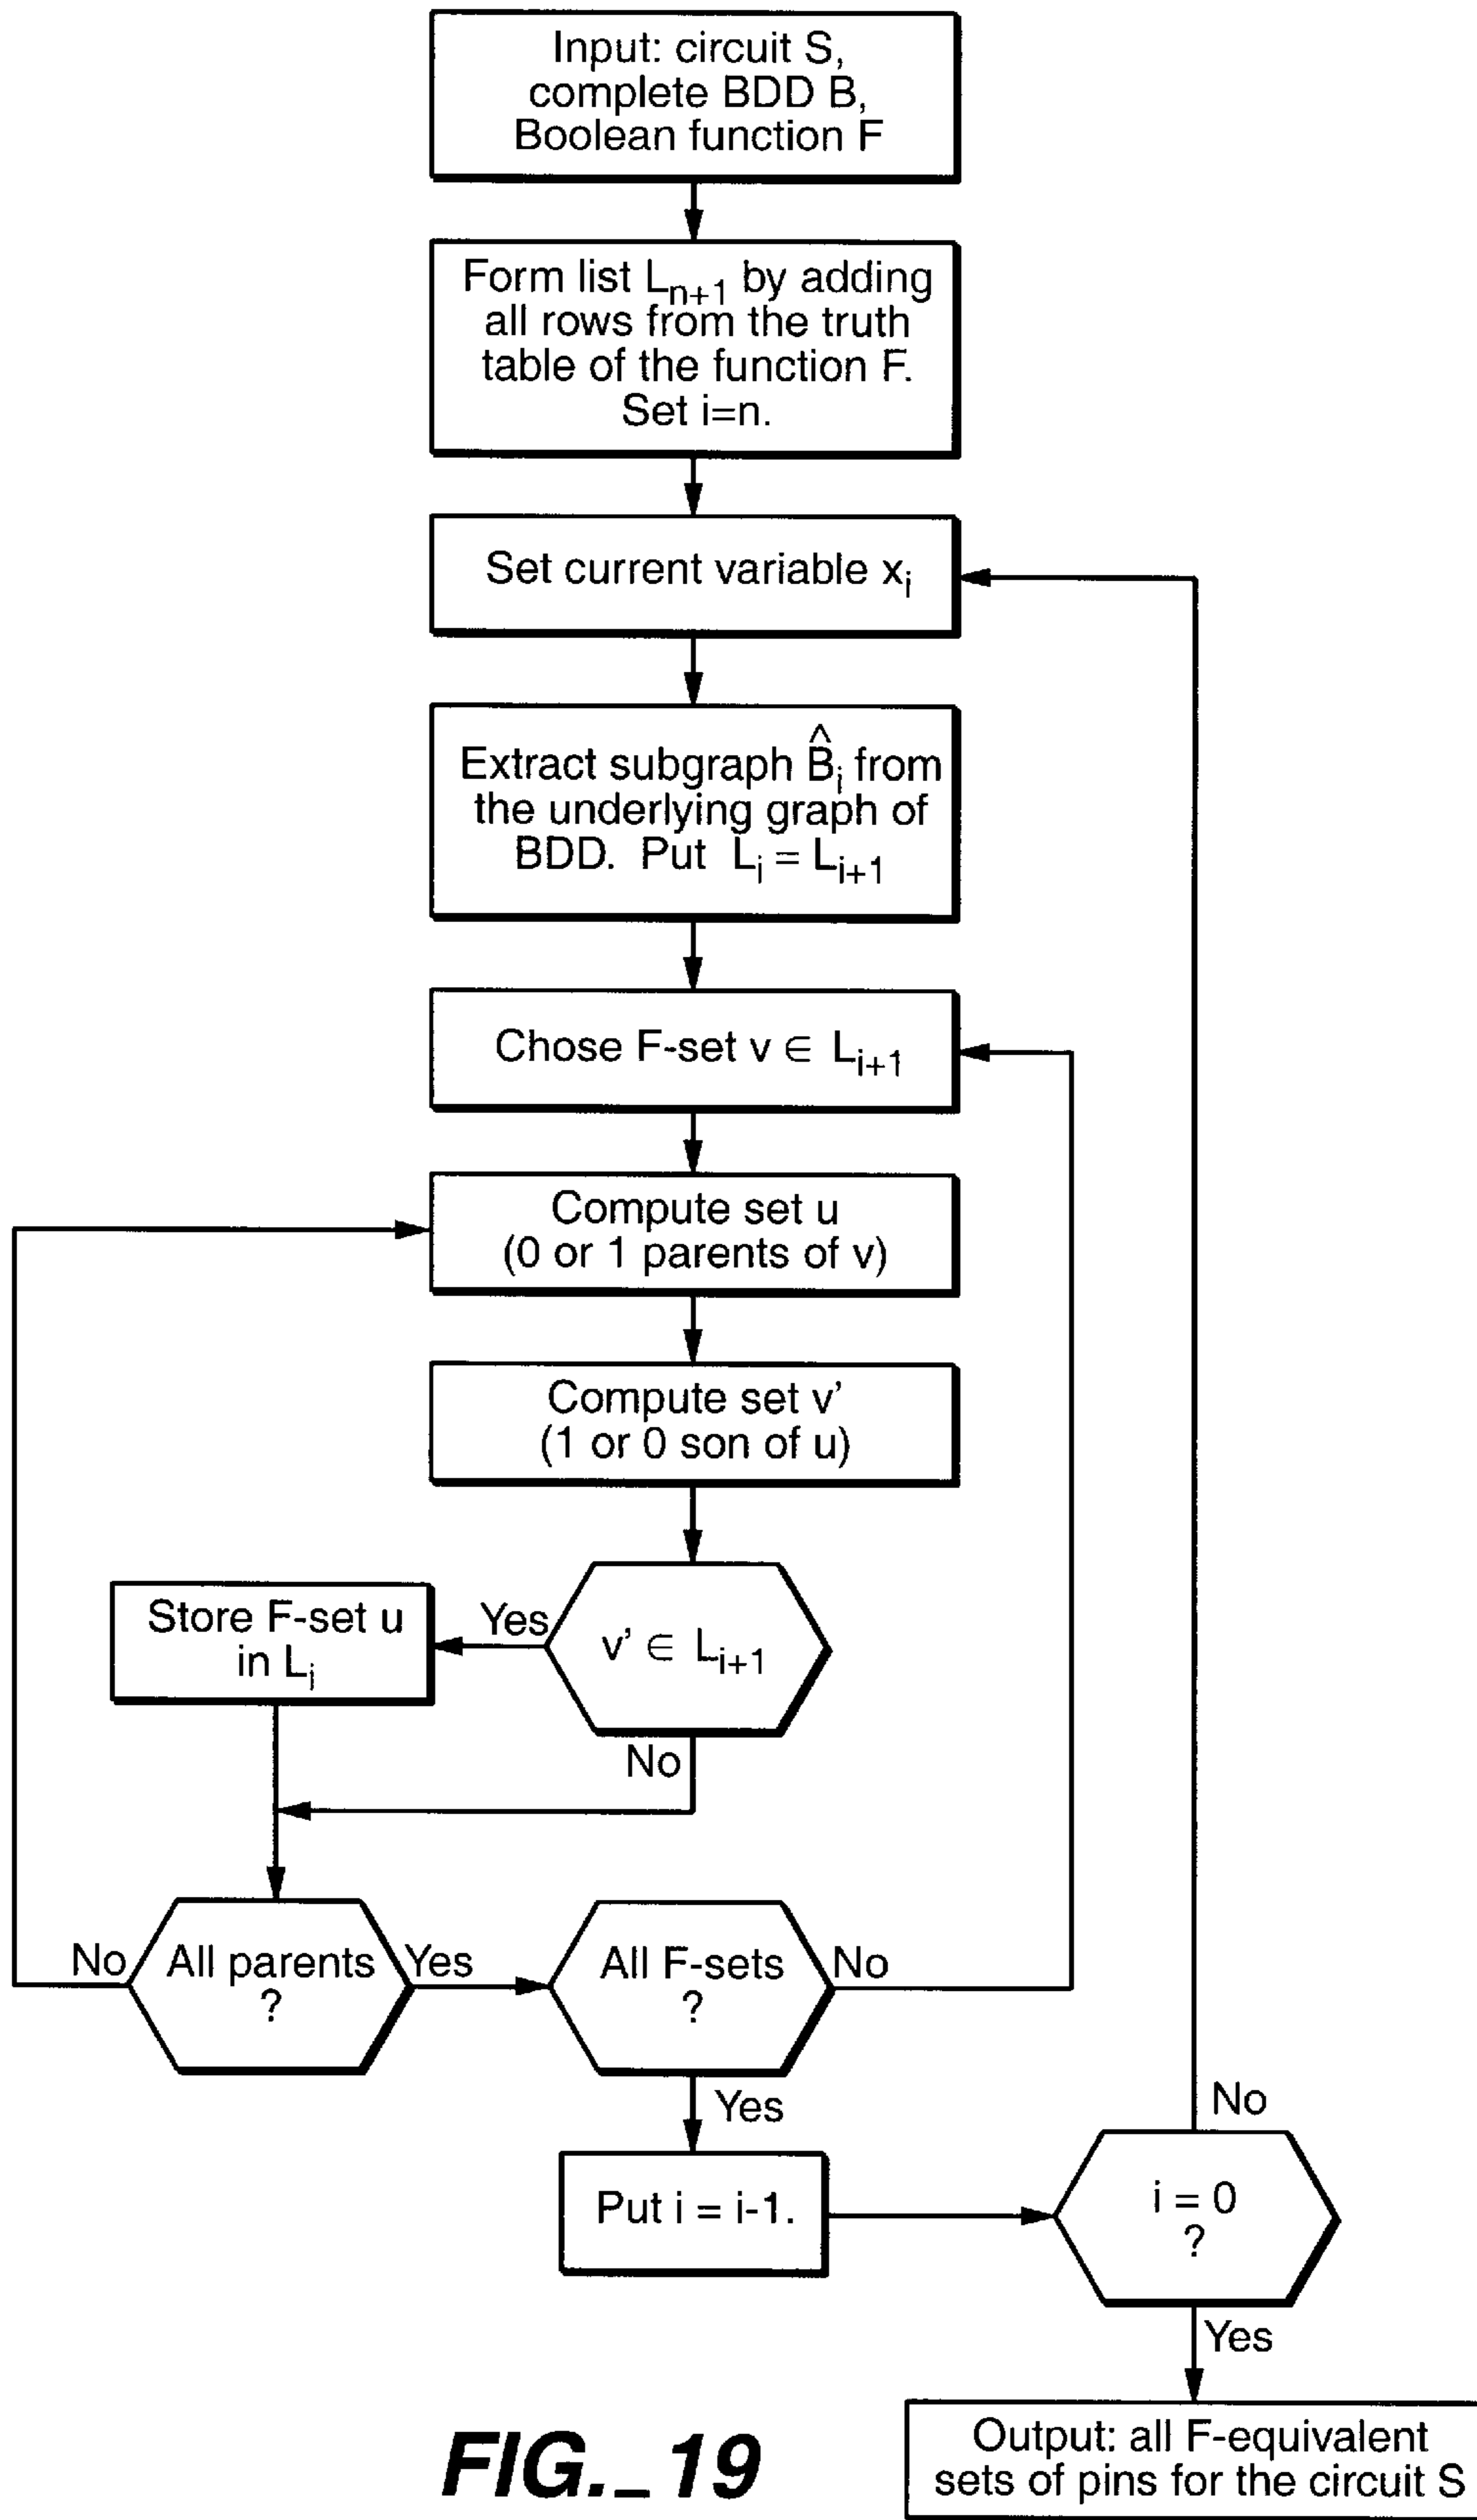 Input: circuit S,
complete BDD B,
Boolean function F
Form list Lₙ₊₁ by adding
all rows from the truth
table of the function F.
Set i=n.
Set current variable xᵢ
Extract subgraph B̂ᵢ from
the underlying graph of
BDD. Put Lᵢ = Lᵢ₊₁
Chose F-set v ∈ Lᵢ₊₁
Compute set u
(0 or 1 parents of v)
Compute set v'
(1 or 0 son of u)
Store F-set u
in Lᵢ
Yes
v' ∈ Lᵢ₊₁
No
No
All parents
?
Yes
All F-sets
?
No
Yes
Put i = i-1.
No
i = 0
?
Yes
Output: all F-equivalent
sets of pins for the circuit S
FIG._19